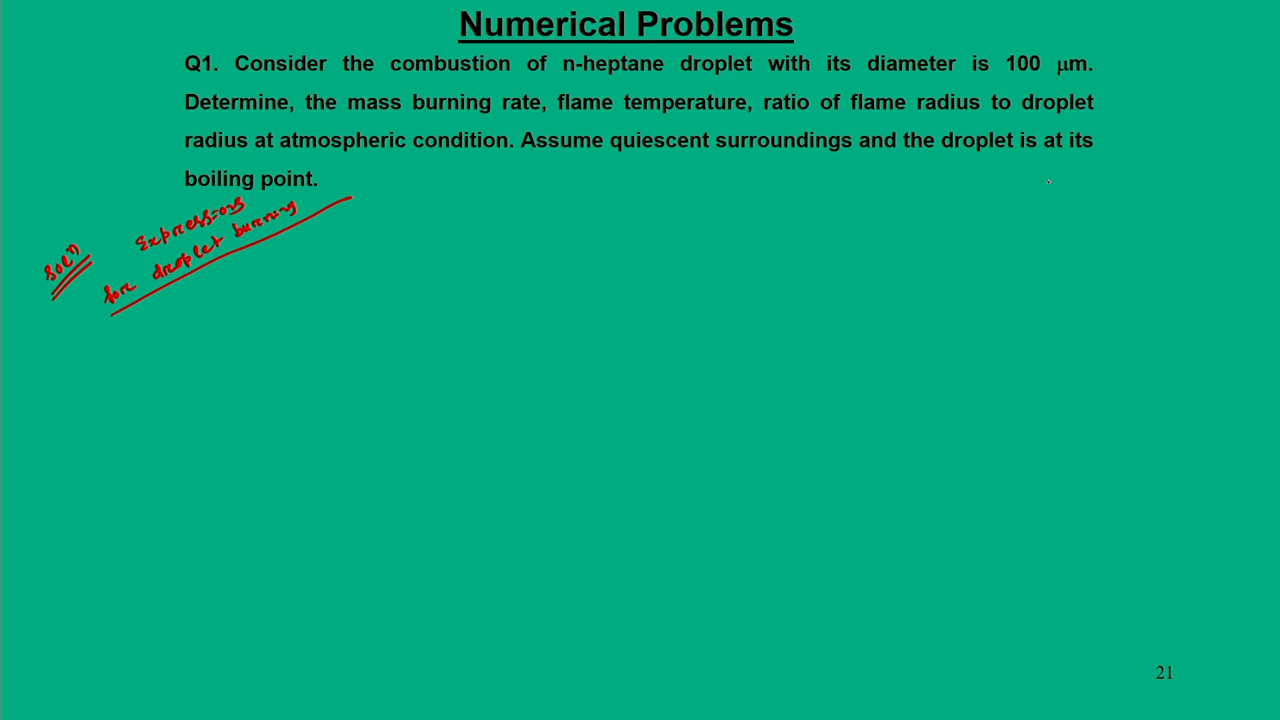 Numerical Problems
Q1. Consider the combustion of n-heptane droplet with its diameter is 100 μm.
Determine, the mass burning rate, flame temperature, ratio of flame radius to droplet
radius at atmospheric condition. Assume quiescent surroundings and the droplet is at its
boiling point.
Solⁿ
Expressions
for droplet burning
21